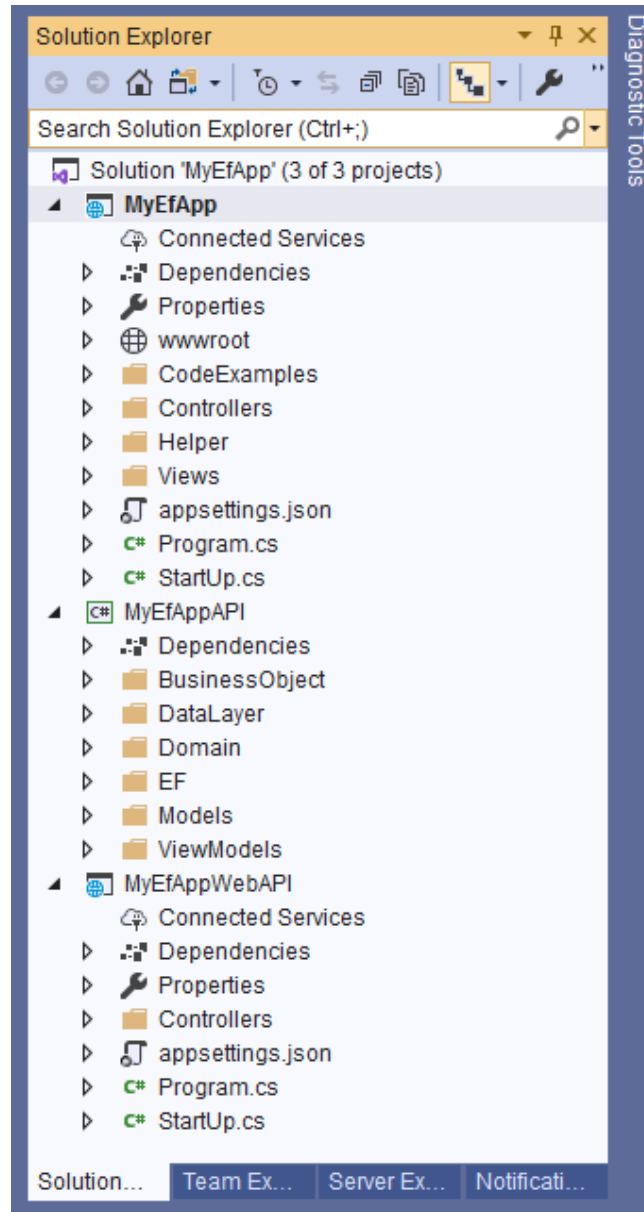 Solution Explorer
Search Solution Explorer (Ctrl+;)
Solution 'MyEfApp' (3 of 3 projects)
MyEfApp
Connected Services
Dependencies
Properties
wwwroot
CodeExamples
Controllers
Helper
Views
appsettings.json
C# Program.cs
C# StartUp.cs
C# MyEfAppAPI
Dependencies
BusinessObject
DataLayer
Domain
EF
Models
ViewModels
MyEfAppWebAPI
Connected Services
Dependencies
Properties
Controllers
appsettings.json
C# Program.cs
C# StartUp.cs
Solution... Team Ex... Server Ex... Notificati...
Diagnostic Tools